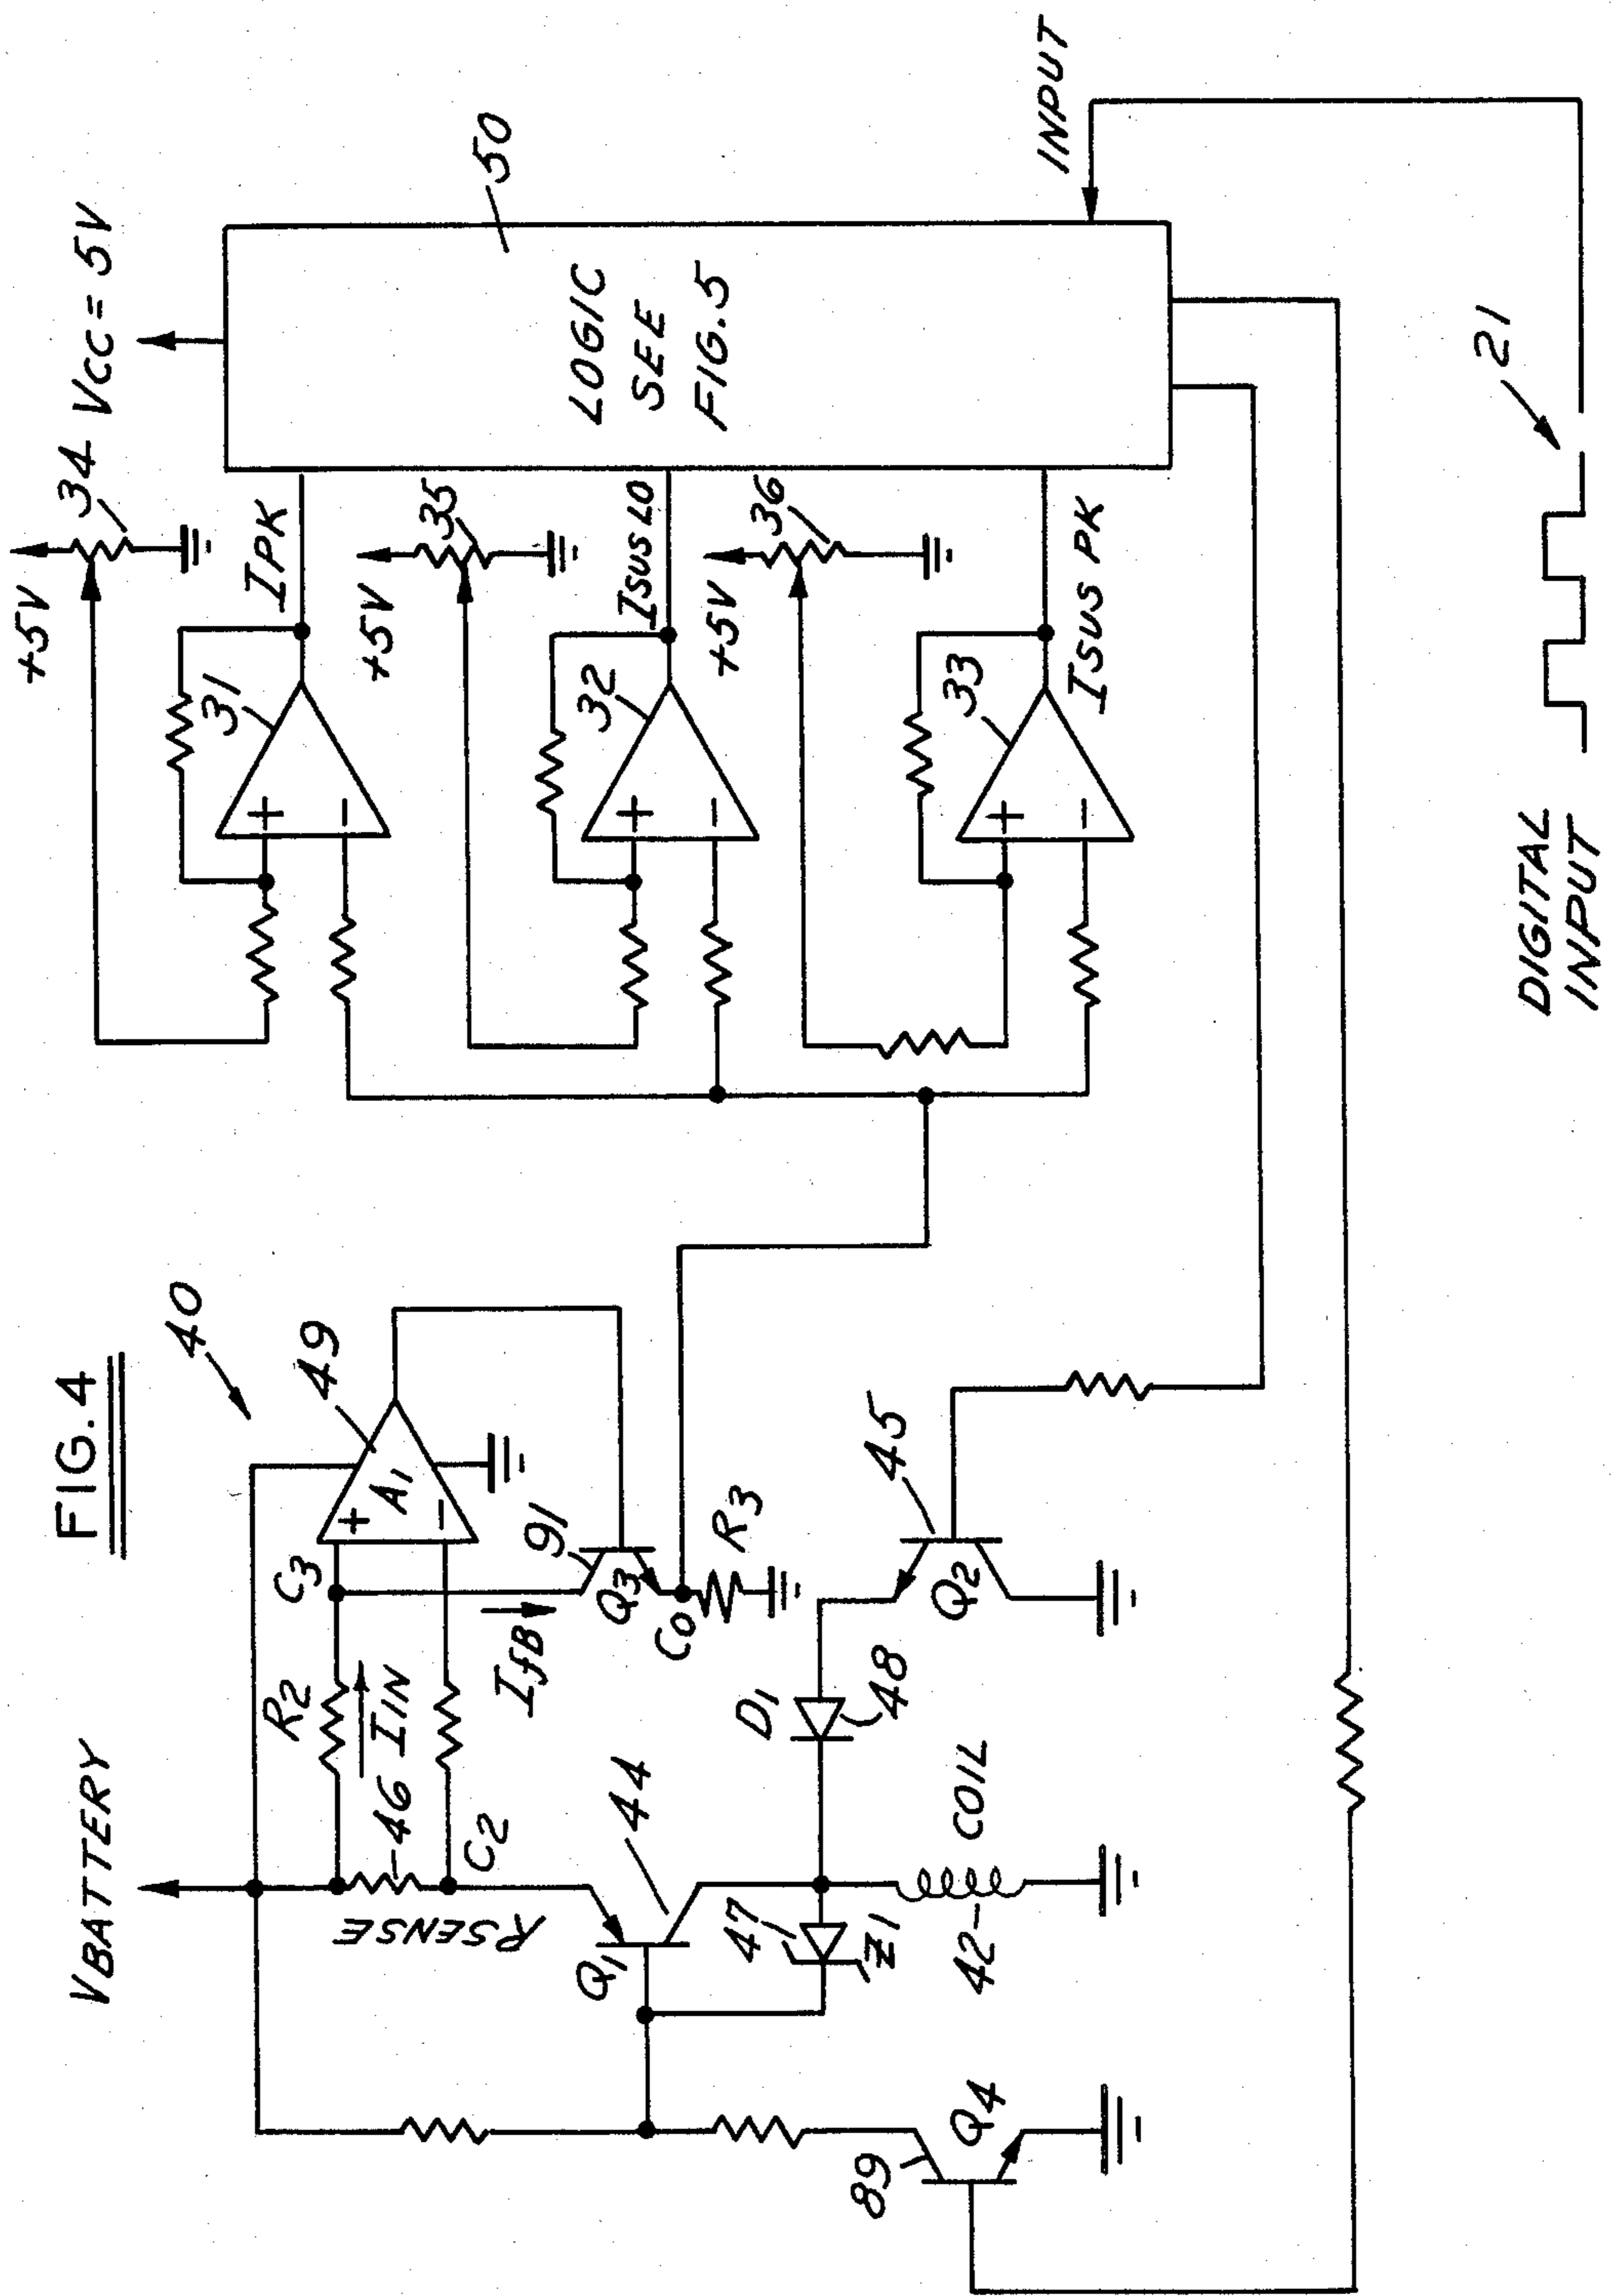 FIG. 4
40
VBATTERY
R2
C3
+
A1
-
49
46
IIN
RSENSE
C2
IfB
91
Q3
C0
R3
Q1
44
47
Z1
D1
48
45
Q2
42
COIL
89
Q4
+5V
34
VCC = 5V
31
+
-
IPK
+5V
35
32
+
-
ISUS LO
+5V
36
33
+
-
ISUS PK
LOGIC
SEE
FIG. 5
50
INPUT
DIGITAL
INPUT
21